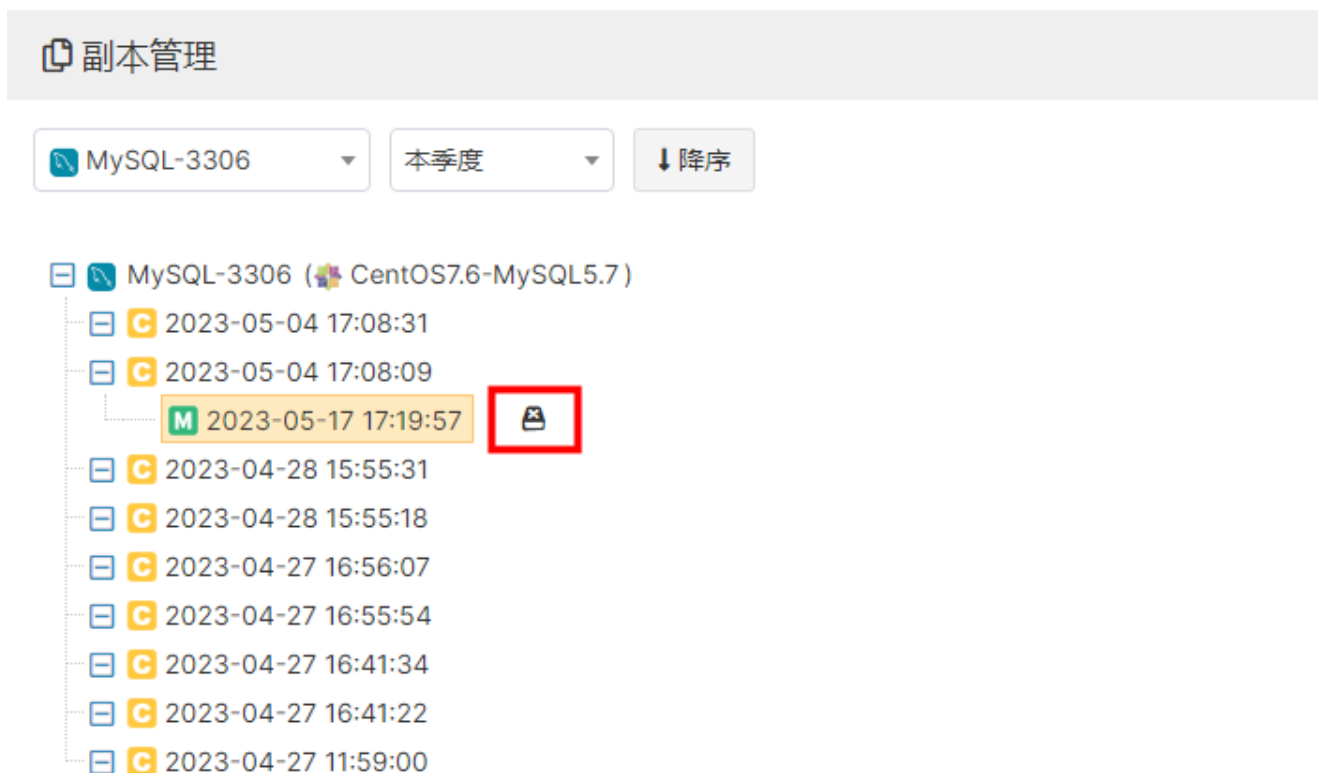 副本管理
MySQL-3306 本季度 降序
MySQL-3306 (CentOS7.6-MySQL5.7)
C 2023-05-04 17:08:31
C 2023-05-04 17:08:09
M 2023-05-17 17:19:57
C 2023-04-28 15:55:31
C 2023-04-28 15:55:18
C 2023-04-27 16:56:07
C 2023-04-27 16:55:54
C 2023-04-27 16:41:34
C 2023-04-27 16:41:22
C 2023-04-27 11:59:00